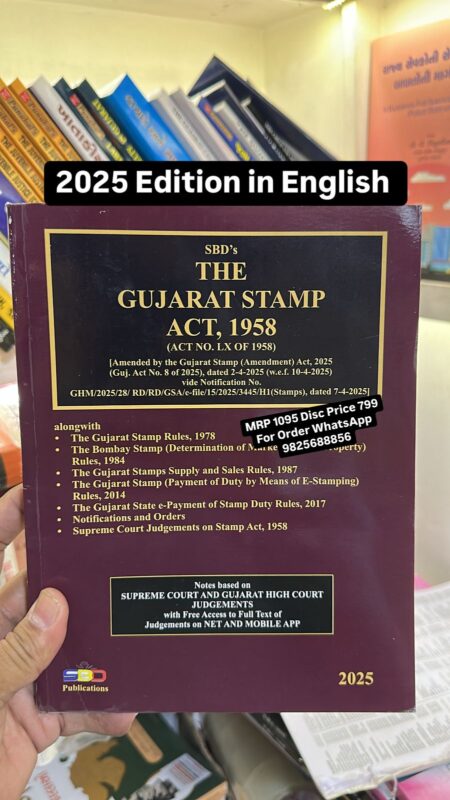 2025 Edition in English
SBD's
THE
GUJARAT STAMP
ACT, 1958
(ACT NO. LX OF 1958)
[Amended by the Gujarat Stamp (Amendment) Act, 2025
(Guj. Act No. 8 of 2025), dated 2-4-2025 (w.e.f. 10-4-2025)
vide Notification No.
GHM/2025/28/ RD/RD/GSA/e-file/15/2025/3445/H1(Stamps), dated 7-4-2025]
MRP 1095 Disc Price 799
For Order WhatsApp
9825688856
alongwith
• The Gujarat Stamp Rules, 1978
• The Bombay Stamp (Determination of Property)
Rules, 1984
• The Gujarat Stamps Supply and Sales Rules, 1987
• The Gujarat Stamp (Payment of Duty by Means of E-Stamping)
Rules, 2014
• The Gujarat State e-Payment of Stamp Duty Rules, 2017
• Notifications and Orders
• Supreme Court Judgements on Stamp Act, 1958
Notes based on
SUPREME COURT AND GUJARAT HIGH COURT
JUDGEMENTS
with Free Access to Full Text of
Judgements on NET AND MOBILE APP
SBD
Publications
2025